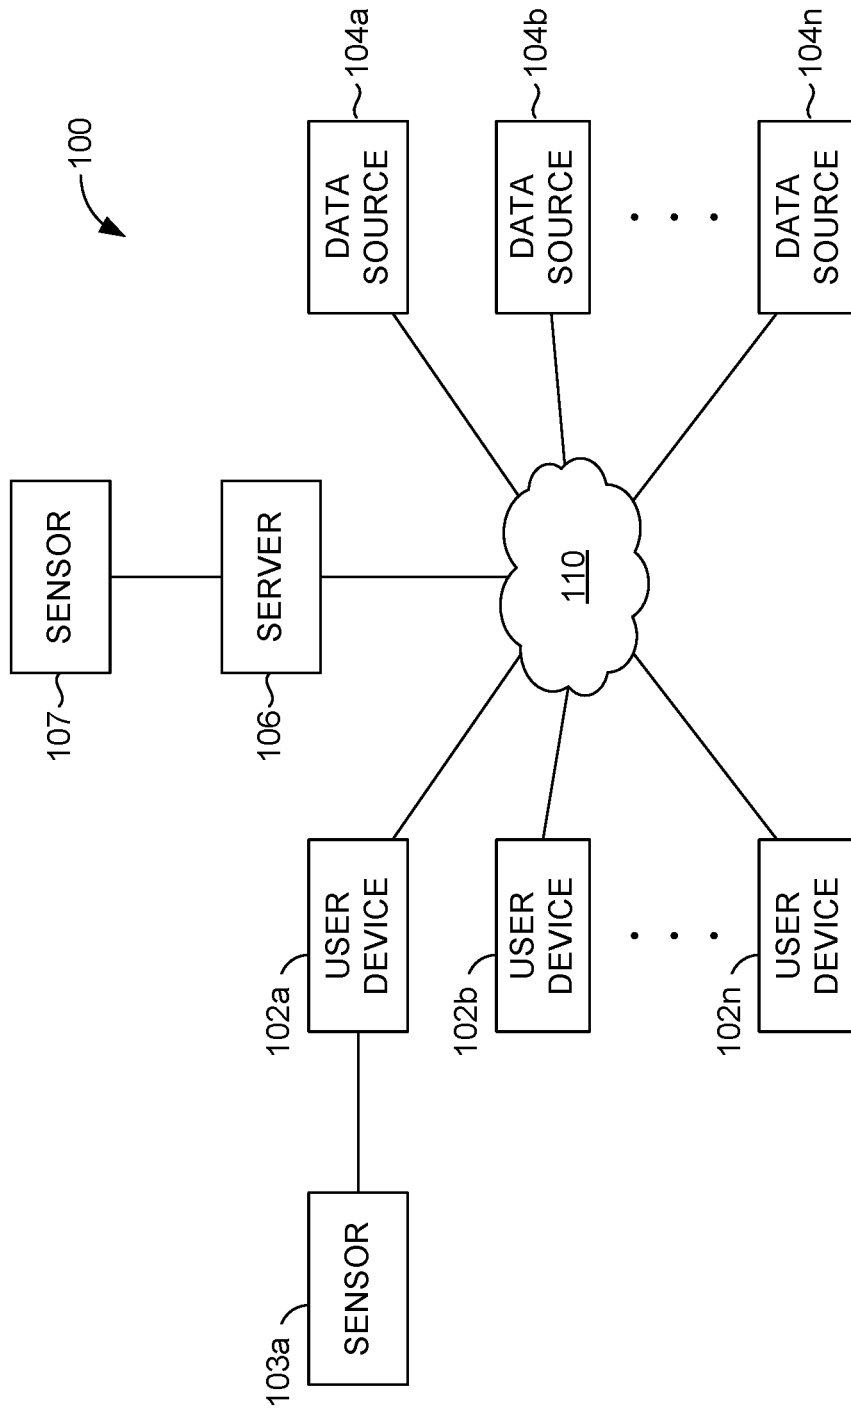 100
107
SENSOR
106
SERVER
103a
SENSOR
102a
USER
DEVICE
DATA
SOURCE
104a
102b
USER
DEVICE
110
DATA
SOURCE
104b
102n
USER
DEVICE
DATA
SOURCE
104n